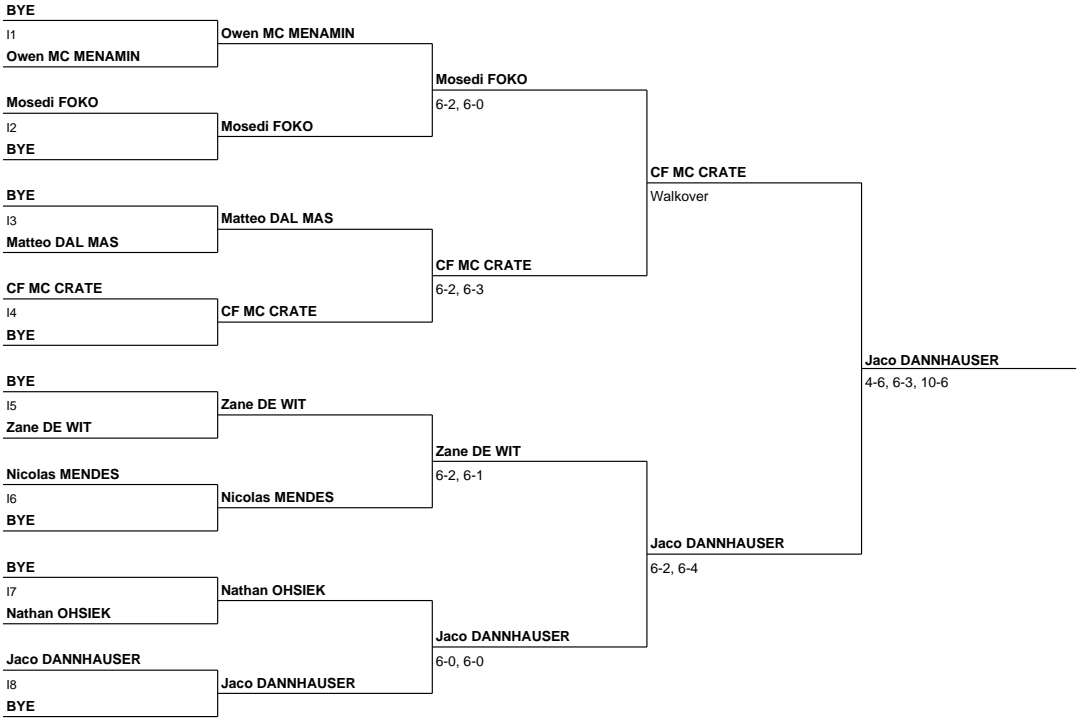 BYE
I1
Owen MC MENAMIN
Mosedi FOKO
I2
BYE
BYE
I3
Matteo DAL MAS
CF MC CRATE
I4
BYE
BYE
I5
Zane DE WIT
Nicolas MENDES
I6
BYE
BYE
I7
Nathan OHSIEK
Jaco DANNHAUSER
I8
BYE
Owen MC MENAMIN
Mosedi FOKO
Matteo DAL MAS
CF MC CRATE
Zane DE WIT
Nicolas MENDES
Nathan OHSIEK
Jaco DANNHAUSER
Mosedi FOKO
6-2, 6-0
CF MC CRATE
6-2, 6-3
Zane DE WIT
6-2, 6-1
Jaco DANNHAUSER
6-0, 6-0
CF MC CRATE
Walkover
Jaco DANNHAUSER
6-2, 6-4
Jaco DANNHAUSER
4-6, 6-3, 10-6